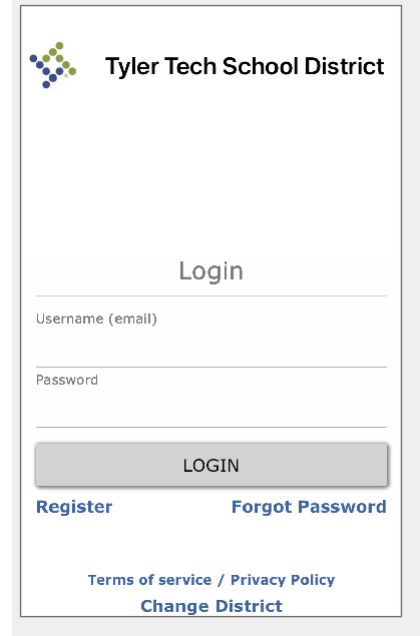 Tyler Tech School District
Login
Username (email)
Password
LOGIN
Register Forgot Password
Terms of service / Privacy Policy
Change District